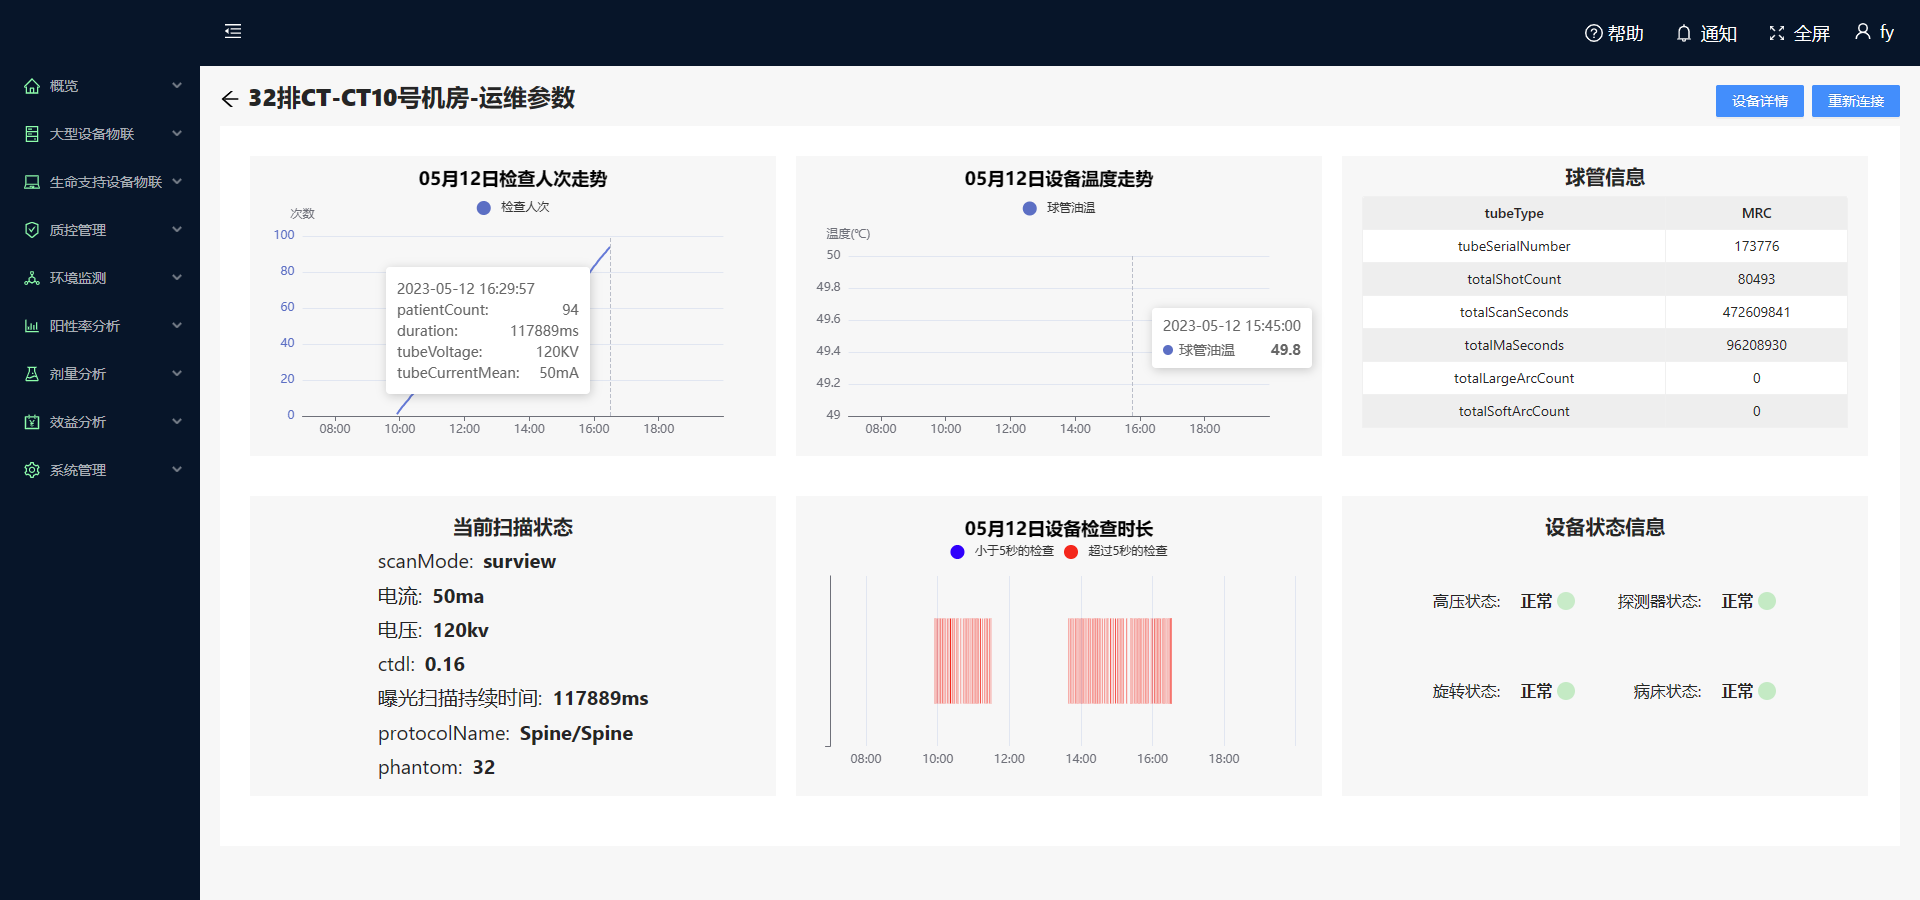 帮助
通知
全屏
fy
概览
大型设备物联
生命支持设备物联
质控管理
环境监测
阳性率分析
剂量分析
效益分析
系统管理
32排CT-CT10号机房-运维参数
设备详情
重新连接
05月12日检查人次走势
检查人次
次数
100
80
60
40
20
0
08:00 10:00 12:00 14:00 16:00 18:00
2023-05-12 16:29:57
patientCount: 94
duration: 117889ms
tubeVoltage: 120KV
tubeCurrentMean: 50mA
05月12日设备温度走势
球管油温
温度(℃)
50
49.8
49.6
49.4
49.2
49
08:00 10:00 12:00 14:00 16:00 18:00
2023-05-12 15:45:00
球管油温 49.8
球管信息
tubeType MRC
tubeSerialNumber 173776
totalShotCount 80493
totalScanSeconds 472609841
totalMaSeconds 96208930
totalLargeArcCount 0
totalSoftArcCount 0
当前扫描状态
scanMode: surview
电流: 50ma
电压: 120kv
ctdl: 0.16
曝光扫描持续时间: 117889ms
protocolName: Spine/Spine
phantom: 32
05月12日设备检查时长
小于5秒的检查 超过5秒的检查
08:00 10:00 12:00 14:00 16:00 18:00
设备状态信息
高压状态: 正常 探测器状态: 正常
旋转状态: 正常 病床状态: 正常